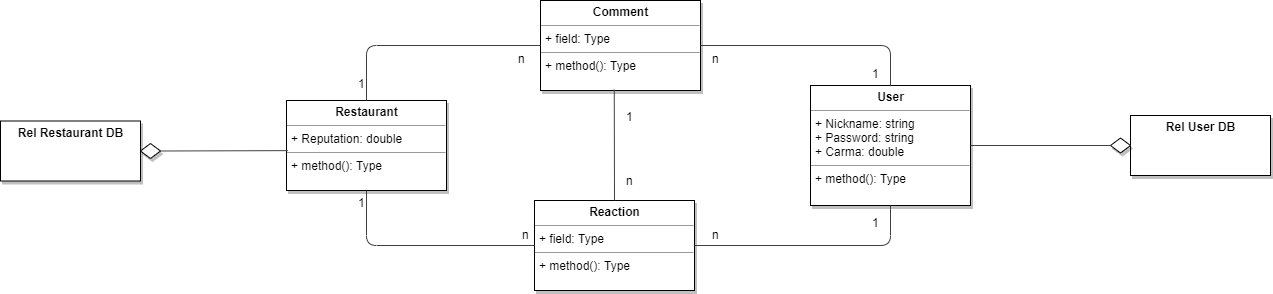 Comment
+ field: Type
+ method(): Type
n
n
1
1
Restaurant
+ Reputation: double
+ method(): Type
User
+ Nickname: string
+ Password: string
+ Carma: double
+ method(): Type
Rel Restaurant DB
Rel User DB
1
n
1
1
Reaction
+ field: Type
+ method(): Type
n
n